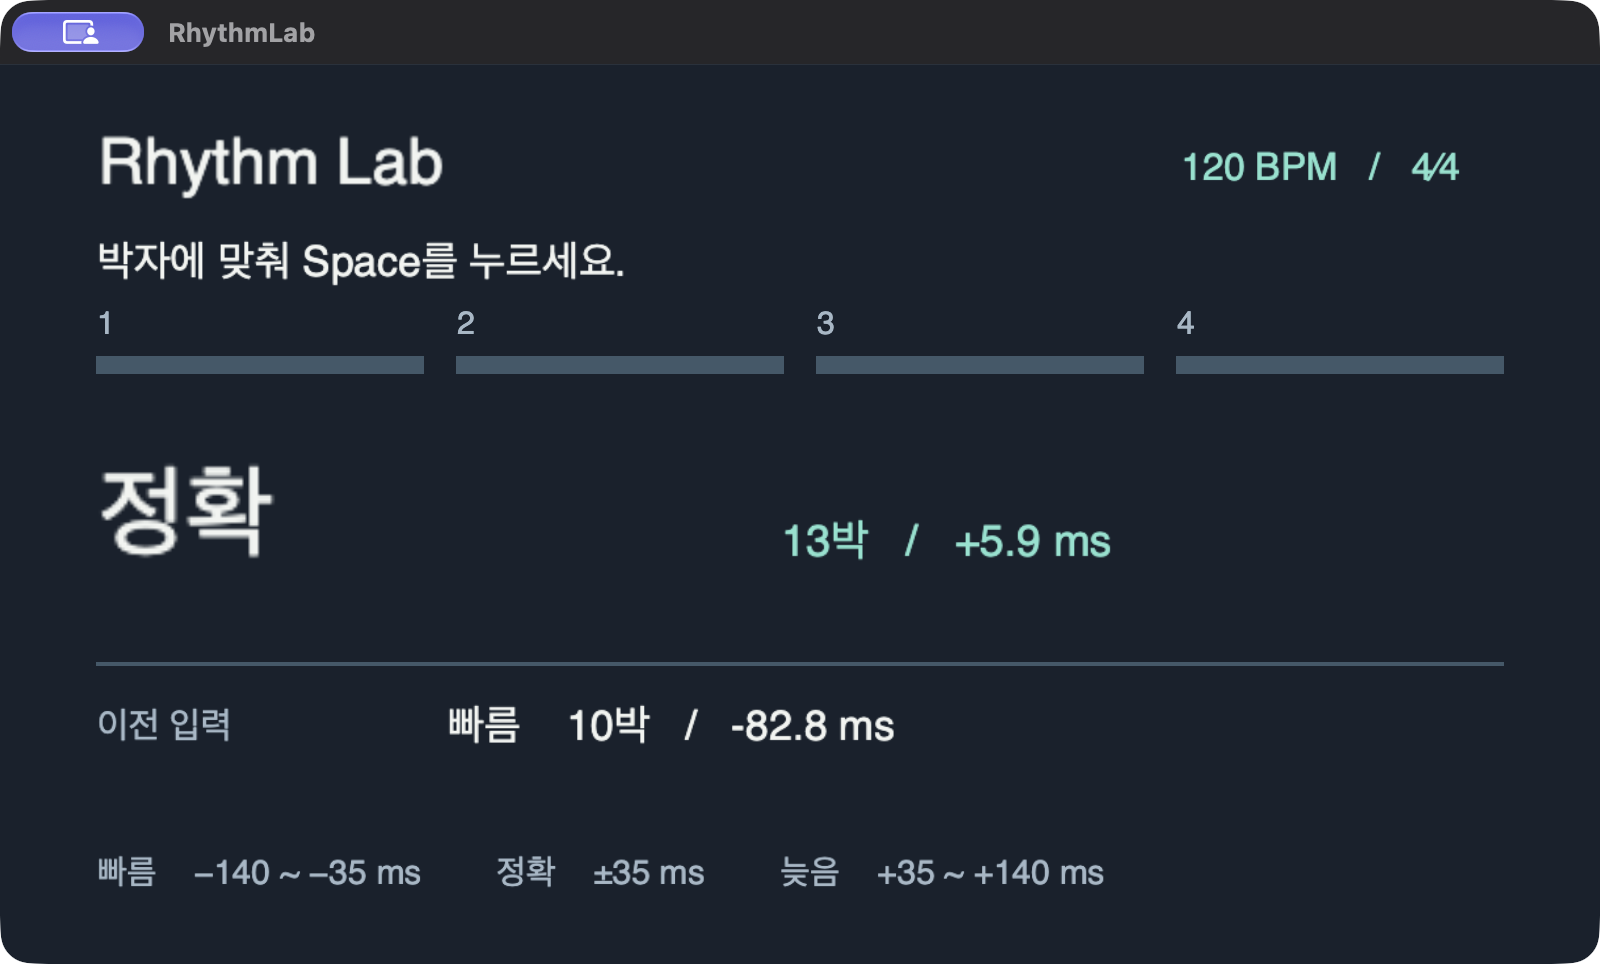 RhythmLab
Rhythm Lab
120 BPM / 4/4
박자에 맞춰 Space를 누르세요.
1 2 3 4
정확
13박 / +5.9 ms
이전 입력 빠름 10박 / -82.8 ms
빠름 −140 ~ −35 ms 정확 ±35 ms 늦음 +35 ~ +140 ms